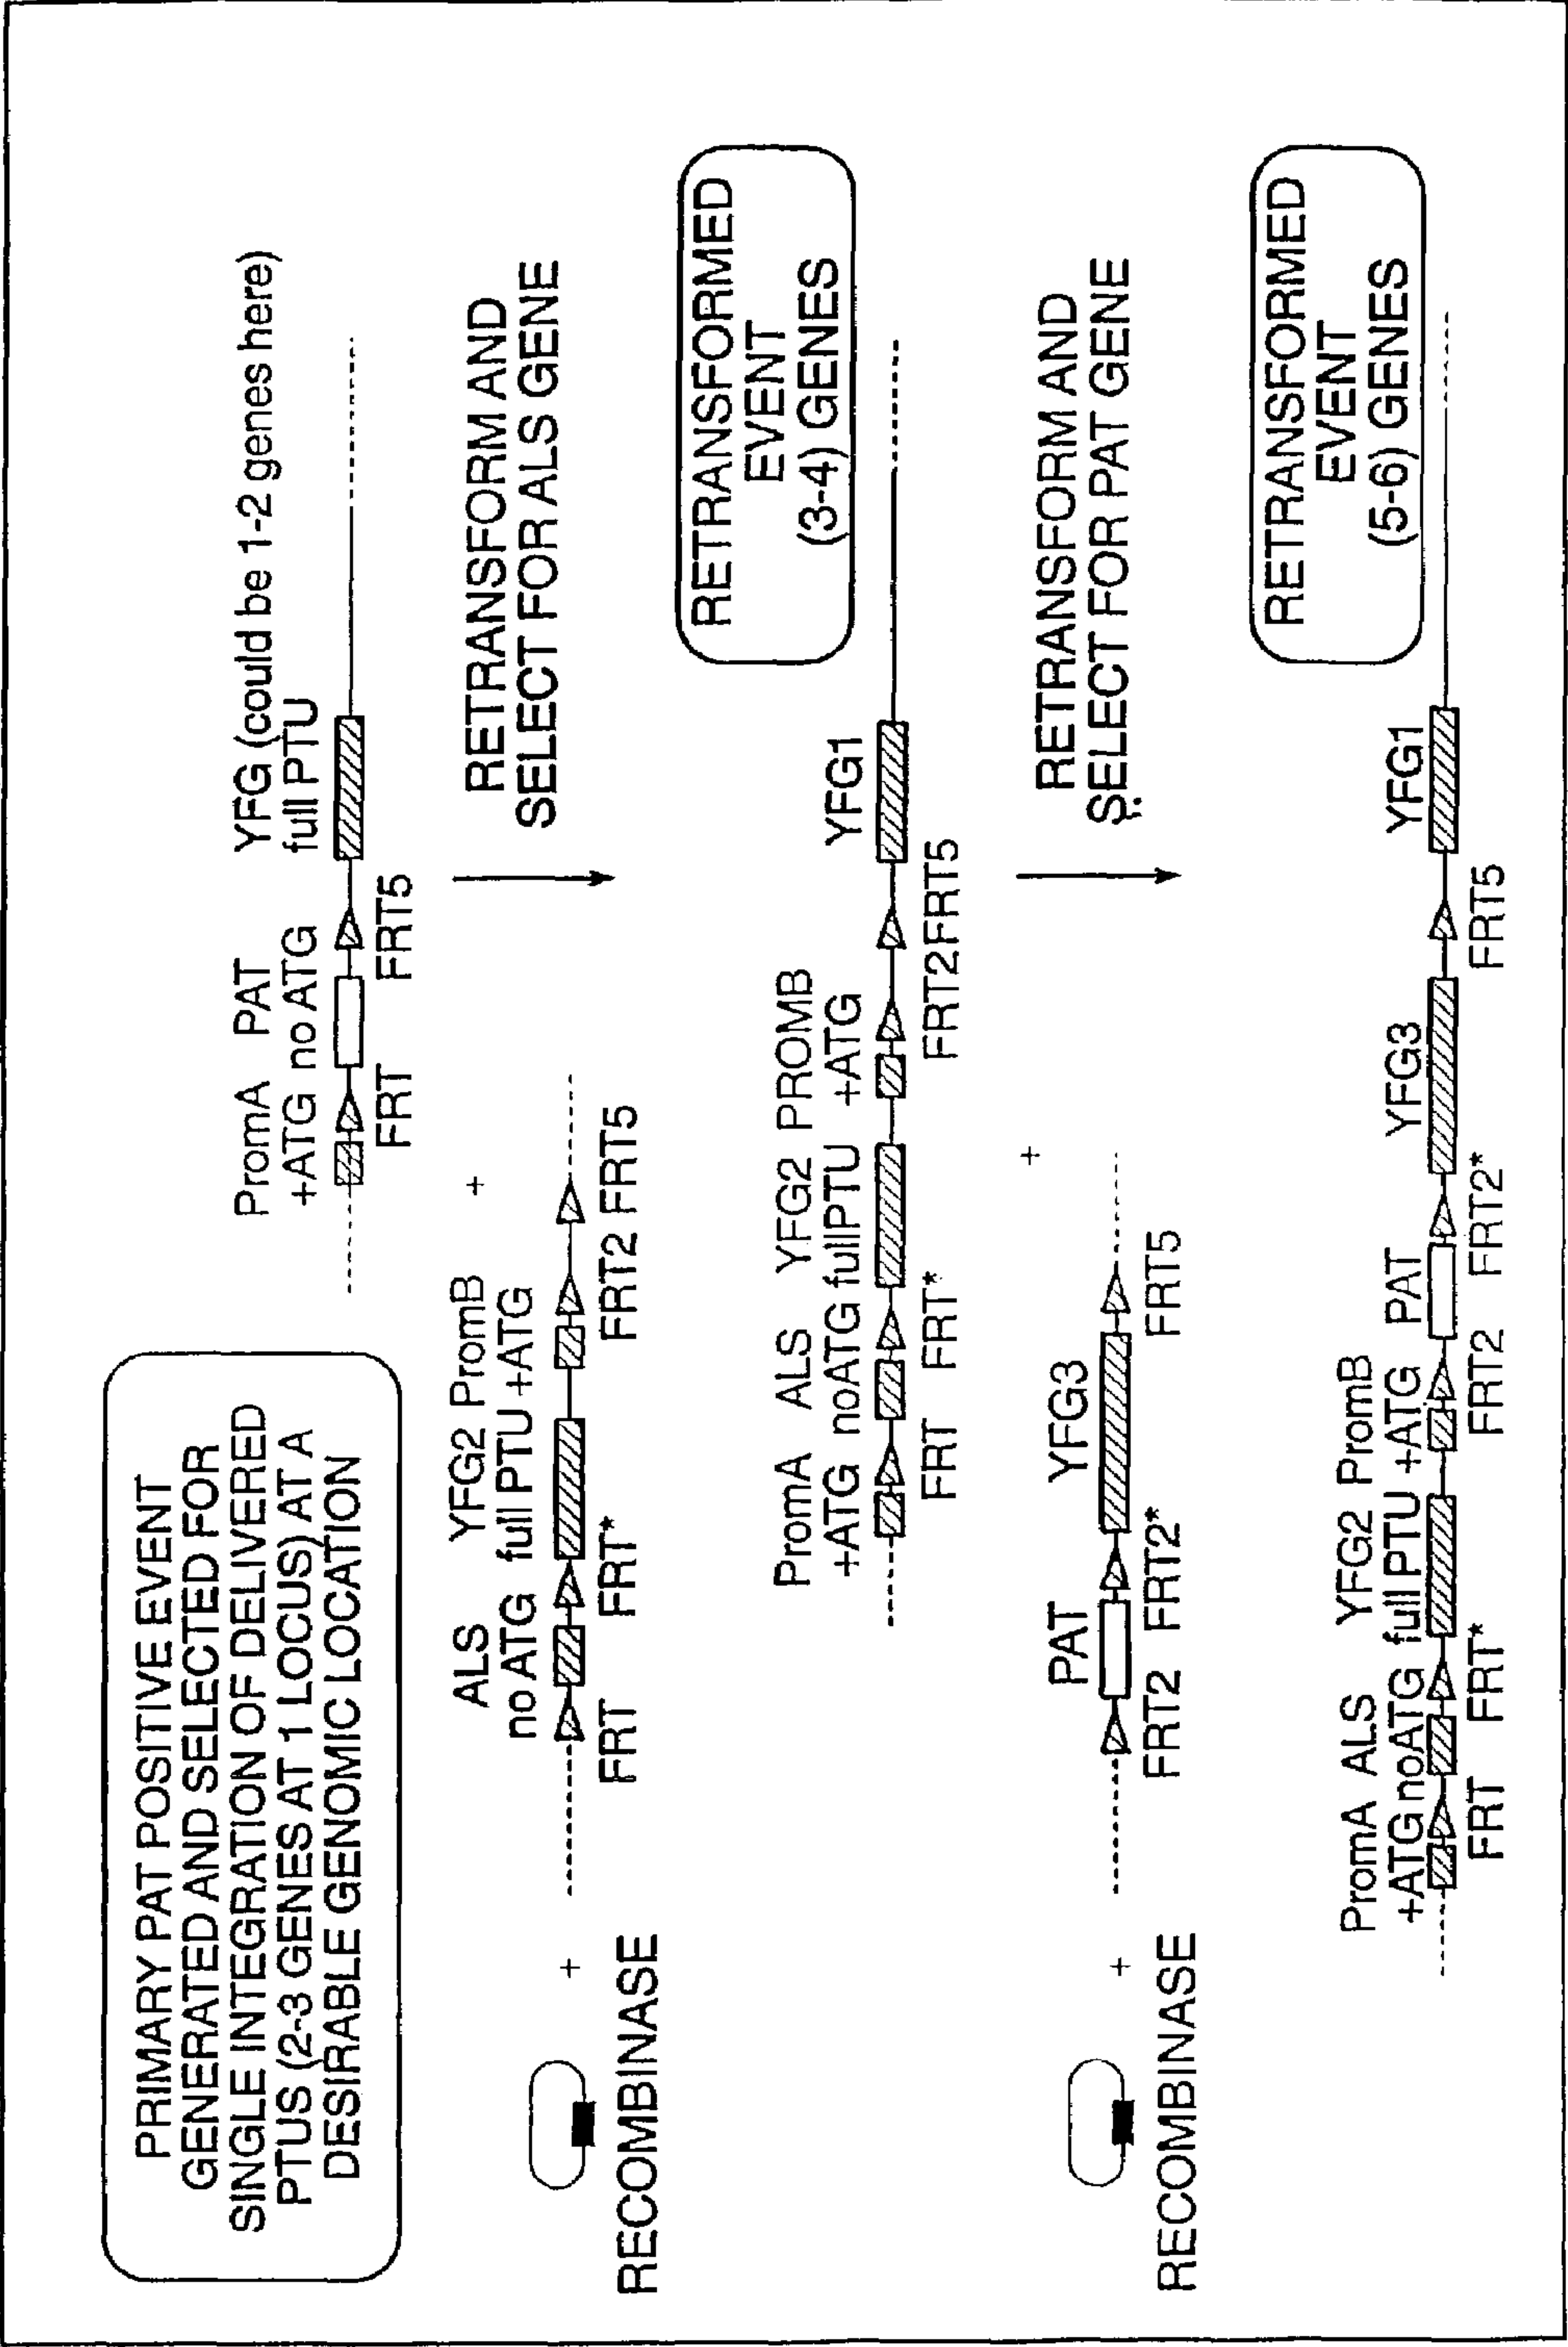 PRIMARY PAT POSITIVE EVENT
GENERATED AND SELECTED FOR
SINGLE INTEGRATION OF DELIVERED
PTUS (2-3 GENES AT 1 LOCUS) AT A
DESIRABLE GENOMIC LOCATION
PromA PAT YFG (could be 1-2 genes here)
+ATG no ATG full PTU
FRT FRT5
+
RETRANSFORM AND
SELECT FOR ALS GENE
ALS YFG2 PromB
no ATG full PTU +ATG
+
FRT FRT* FRT2 FRT5
RECOMBINASE
RETRANSFORMED
EVENT
(3-4) GENES
PromA ALS YFG2 PROMB YFG1
+ATG noATG fullPTU +ATG
FRT FRT* FRT2FRT5
+
RETRANSFORM AND
SELECT FOR PAT GENE
PAT YFG3
+
FRT2 FRT2* FRT5
RECOMBINASE
RETRANSFORMED
EVENT
(5-6) GENES
PromA ALS YFG2 PromB PAT YFG3 YFG1
+ATG noATG full PTU +ATG
FRT FRT* FRT2 FRT2* FRT5